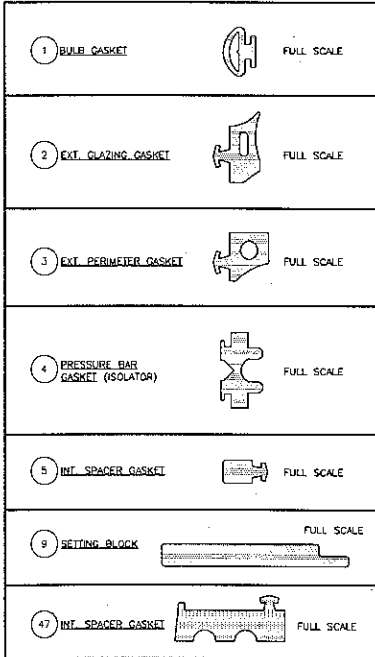 1 BULB GASKET FULL SCALE
2 EXT. GLAZING GASKET FULL SCALE
3 EXT. PERIMETER GASKET FULL SCALE
4 PRESSURE BAR
GASKET (ISOLATOR) FULL SCALE
5 INT. SPACER GASKET FULL SCALE
FULL SCALE
9 SETTING BLOCK
47 INT. SPACER GASKET FULL SCALE